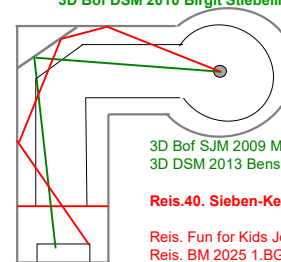 3D Bof DSM 2010 Birgit
3D Bof SJM 2009 M
3D DSM 2013 Bens
Reis.40. Sieben-Ke
Reis. Fun for Kids Je
Reis. BM 2025 1.BG